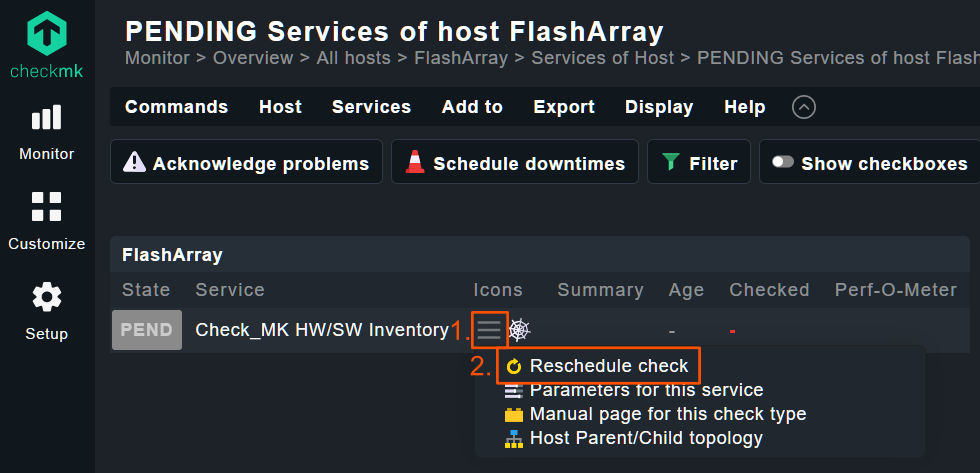 PENDING Services of host FlashArray
Monitor > Overview > All hosts > FlashArray > Services of Host > PENDING Services of host Flash
checkmk
Commands Host Services Add to Export Display Help
Monitor
Acknowledge problems Schedule downtimes Filter Show checkboxes
Customize
FlashArray
State Service Icons Summary Age Checked Perf-O-Meter
Setup
PEND Check_MK HW/SW Inventory 1. - -
2. Reschedule check
Parameters for this service
Manual page for this check type
Host Parent/Child topology